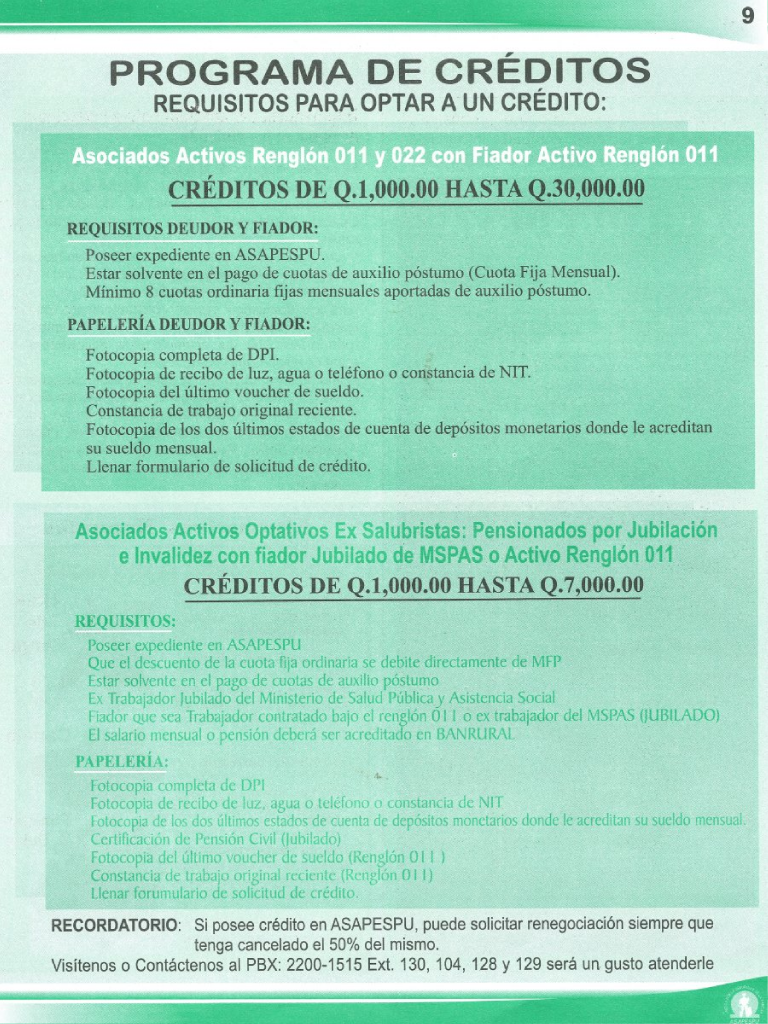 9
PROGRAMA DE CRÉDITOS
REQUISITOS PARA OPTAR A UN CRÉDITO:
Asociados Activos Renglón 011 y 022 con Fiador Activo Renglón 011
CRÉDITOS DE Q.1,000.00 HASTA Q.30,000.00
REQUISITOS DEUDOR Y FIADOR:
Poseer expediente en ASAPESPU.
Estar solvente en el pago de cuotas de auxilio póstumo (Cuota Fija Mensual).
Mínimo 8 cuotas ordinaria fijas mensuales aportadas de auxilio póstumo.
PAPELERÍA DEUDOR Y FIADOR:
Fotocopia completa de DPI.
Fotocopia de recibo de luz, agua o teléfono o constancia de NIT.
Fotocopia del último voucher de sueldo.
Constancia de trabajo original reciente.
Fotocopia de los dos últimos estados de cuenta de depósitos monetarios donde le acreditan
su sueldo mensual.
Llenar formulario de solicitud de crédito.
Asociados Activos Optativos Ex Salubristas: Pensionados por Jubilación
e Invalidez con fiador Jubilado de MSPAS o Activo Renglón 011
CRÉDITOS DE Q.1,000.00 HASTA Q.7,000.00
REQUISITOS:
Poseer expediente en ASAPESPU
Que el descuento de la cuota fija ordinaria se debite directamente de MFP
Estar solvente en el pago de cuotas de auxilio póstumo
Ex Trabajador Jubilado del Ministerio de Salud Pública y Asistencia Social
Fiador que sea Trabajador contratado bajo el renglón 011 o ex trabajador del MSPAS (JUBILADO)
El salario mensual o pensión deberá ser acreditado en BANRURAL
PAPELERÍA:
Fotocopia completa de DPI
Fotocopia de recibo de luz, agua o teléfono o constancia de NIT
Fotocopia de los dos últimos estados de cuenta de depósitos monetarios donde le acreditan su sueldo mensual.
Certificación de Pensión Civil (Jubilado)
Fotocopia del último voucher de sueldo (Renglón 011 )
Constancia de trabajo original reciente (Renglón 011)
Llenar forumulario de solicitud de crédito.
RECORDATORIO: Si posee crédito en ASAPESPU, puede solicitar renegociación siempre que
tenga cancelado el 50% del mismo.
Visítenos o Contáctenos al PBX: 2200-1515 Ext. 130, 104, 128 y 129 será un gusto atenderle
ASAPESPU